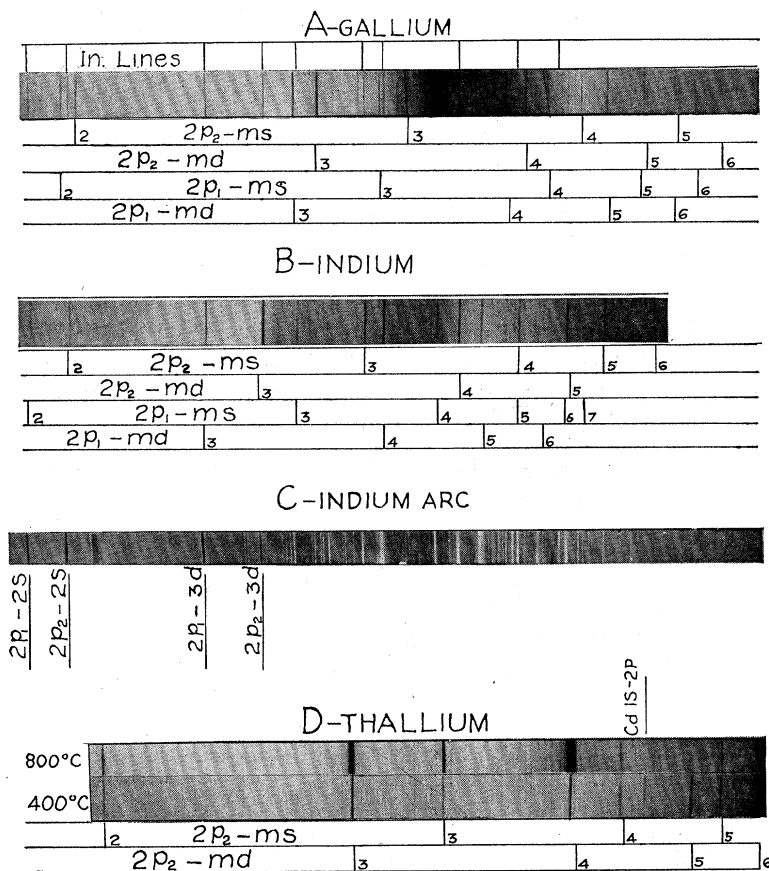 A-GALLIUM
In. Lines
2 2p₂-ms 3 4 5
2p₂-md 3 4 5 6
2 2p₁-ms 3 4 5 6
2p₁-md 3 4 5 6
B-INDIUM
2 2p₂-ms 3 4 5 6
2p₂-md 3 4 5
2 2p₁-ms 3 4 5 6 7
2p₁-md 3 4 5 6
C-INDIUM ARC
2p₁-2s
2p₂-2s
2p₁-3d
2p₂-3d
D-THALLIUM
Cd 1S-2P
800°C
400°C
2 2p₂-ms 3 4 5
2p₂-md 3 4 5 6